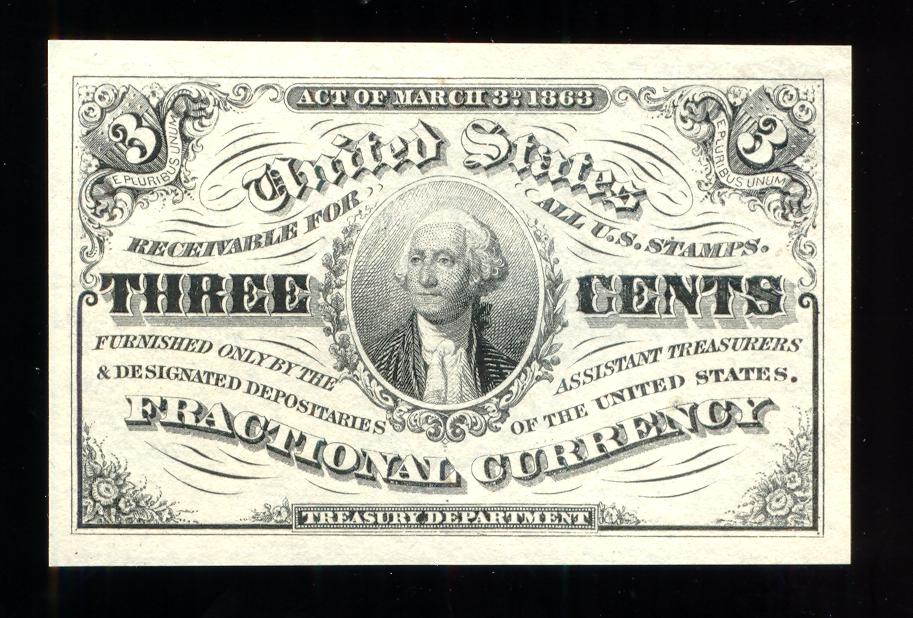 ACT OF MARCH 3D 1863
3
3
E PLURIBUS UNUM
E PLURIBUS UNUM
United States
RECEIVABLE FOR ALL U.S. STAMPS.
THREE CENTS
FURNISHED ONLY BY THE ASSISTANT TREASURERS
& DESIGNATED DEPOSITARIES OF THE UNITED STATES.
FRACTIONAL CURRENCY
TREASURY DEPARTMENT